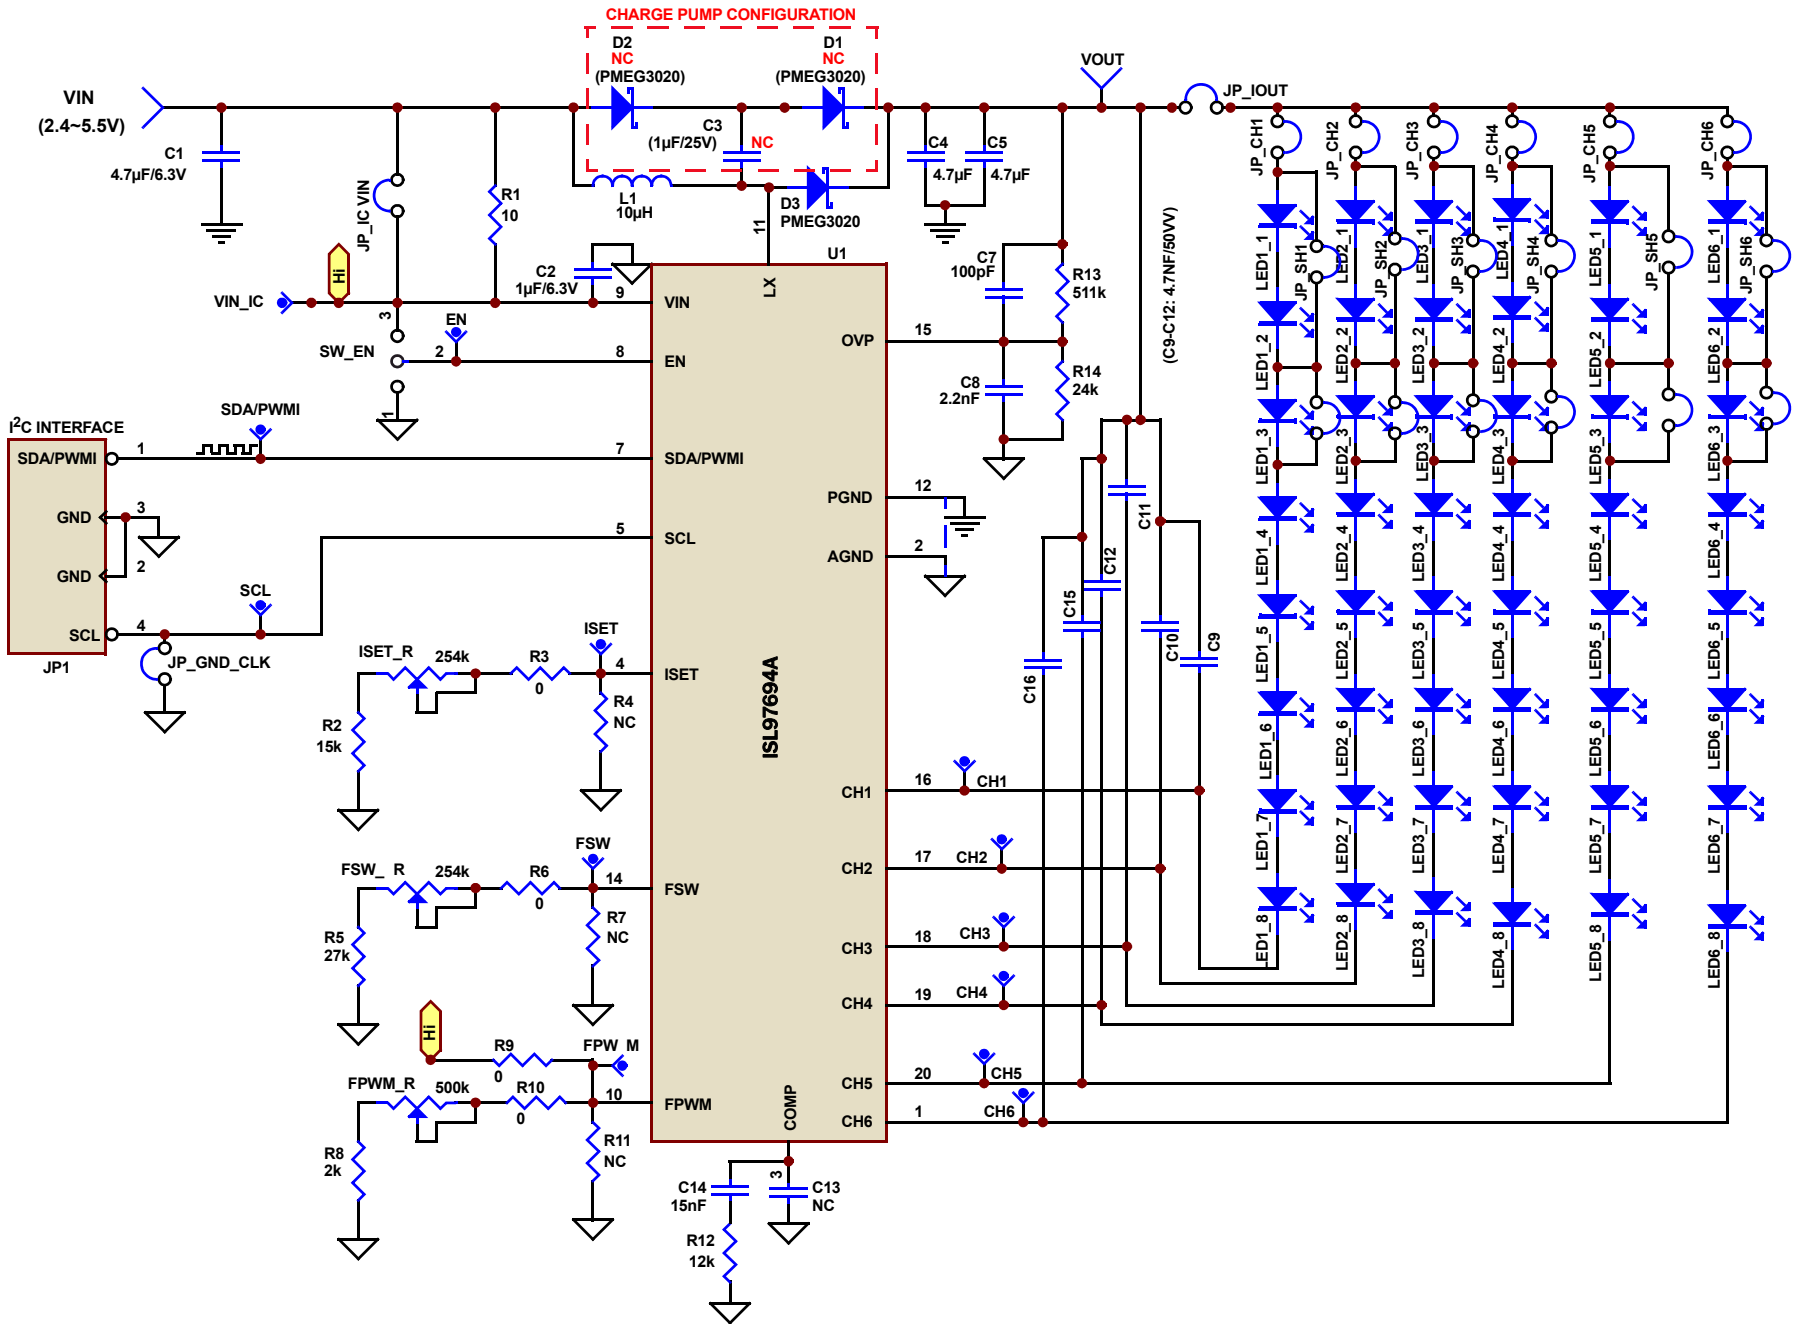 CHARGE PUMP CONFIGURATION
D2
NC
(PMEG3020)
D1
NC
(PMEG3020)
VIN
(2.4~5.5V)
VOUT
JP_IOUT
C1
4.7µF/6.3V
JP_IC VIN
R1
10
C3
(1µF/25V)
NC
L1
10µH
D3
PMEG3020
11
C4
4.7µF
C5
4.7µF
JP_CH1
JP_CH2
JP_CH3
JP_CH4
JP_CH5
JP_CH6
Hi
VIN_IC
C2
1µF/6.3V
U1
LX
9
VIN
C7
100pF
R13
511k
(C9-C12: 4.7NF/50VV)
LED1_1
JP_SH1
LED2_1
JP_SH2
LED3_1
JP_SH3
LED4_1
JP_SH4
LED5_1
JP_SH5
LED6_1
JP_SH6
3
SW_EN
2
EN
8
EN
1
15
OVP
C8
2.2nF
R14
24k
LED1_2
LED2_2
LED3_2
LED4_2
LED5_2
LED6_2
I2C INTERFACE
SDA/PWMI
1
SDA/PWMI
7
SDA/PWMI
GND
3
GND
2
SCL
4
JP1
SCL
5
SCL
JP_GND_CLK
12
PGND
2
AGND
C11
C12
C15
C10
C9
C16
LED1_3
LED2_3
LED3_3
LED4_3
LED5_3
LED6_3
LED1_4
LED2_4
LED3_4
LED4_4
LED5_4
LED6_4
LED1_5
LED2_5
LED3_5
LED4_5
LED5_5
LED6_5
ISET_R
254k
R3
0
ISET
4
ISET
R4
NC
R2
15k
ISL97694A
LED1_6
LED2_6
LED3_6
LED4_6
LED5_6
LED6_6
CH1
16
CH1
LED1_7
LED2_7
LED3_7
LED4_7
LED5_7
LED6_7
FSW_ R
254k
R6
0
FSW
14
FSW
R7
NC
R5
27k
CH2
17
CH2
CH3
18
CH3
LED1_8
LED2_8
LED3_8
LED4_8
LED5_8
LED6_8
CH4
19
CH4
Hi
R9
0
FPW M
FPWM_R
500k
R10
0
10
FPWM
R11
NC
R8
2k
CH5
20
CH5
CH6
1
CH6
COMP
3
C14
15nF
C13
NC
R12
12k